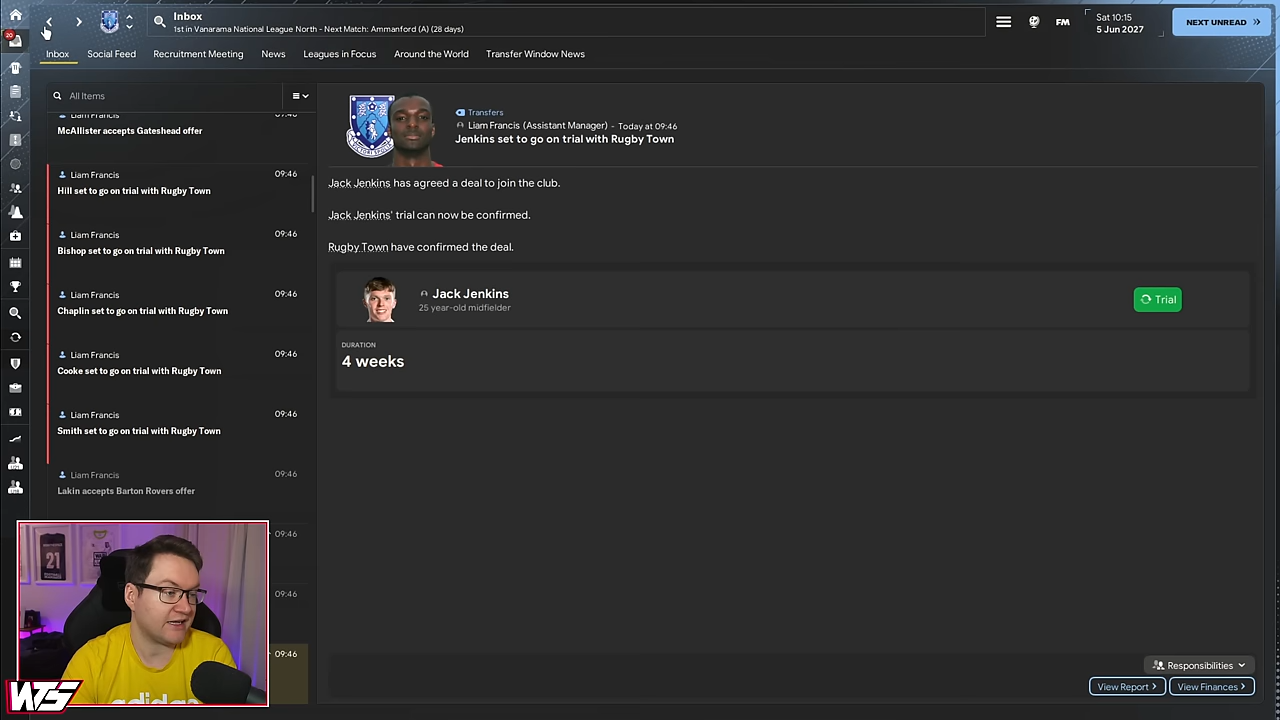 Inbox
1st in Vanarama National League North - Next Match: Ammanford (A) (28 days)
FM
Sat 10:15
5 Jun 2027
NEXT UNREAD
20
Inbox
Social Feed
Recruitment Meeting
News
Leagues in Focus
Around the World
Transfer Window News
All Items
Liam Francis
McAllister accepts Gateshead offer
Liam Francis 09:46
Hill set to go on trial with Rugby Town
Liam Francis 09:46
Bishop set to go on trial with Rugby Town
Liam Francis 09:46
Chaplin set to go on trial with Rugby Town
Liam Francis 09:46
Cooke set to go on trial with Rugby Town
Liam Francis 09:46
Smith set to go on trial with Rugby Town
Liam Francis 09:46
Lakin accepts Barton Rovers offer
09:46
09:46
09:46
Transfers
Liam Francis (Assistant Manager) - Today at 09:46
Jenkins set to go on trial with Rugby Town
Jack Jenkins has agreed a deal to join the club.
Jack Jenkins' trial can now be confirmed.
Rugby Town have confirmed the deal.
Jack Jenkins
25 year-old midfielder
Trial
DURATION
4 weeks
Responsibilities
View Report
View Finances
21
adidas
WTS